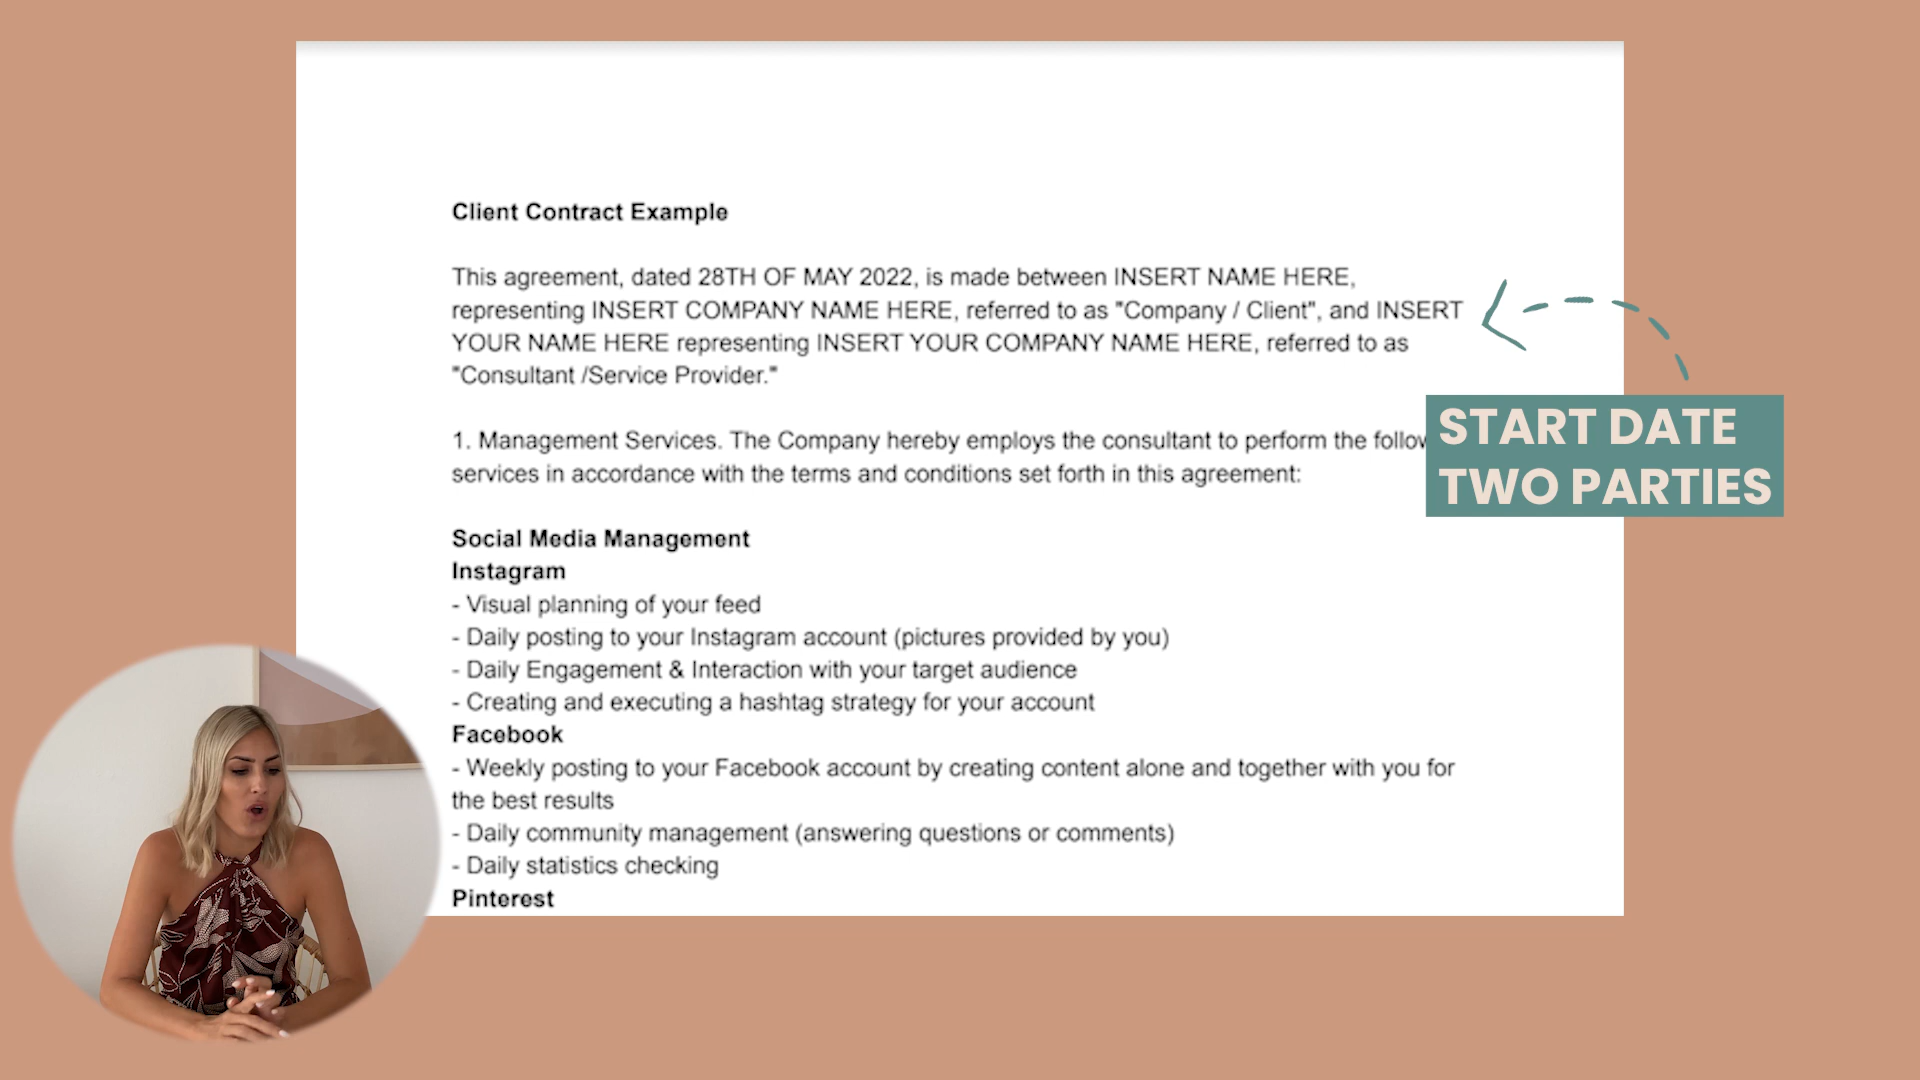 Client Contract Example
This agreement, dated 28TH OF MAY 2022, is made between INSERT NAME HERE,
representing INSERT COMPANY NAME HERE, referred to as "Company / Client", and INSERT
YOUR NAME HERE representing INSERT YOUR COMPANY NAME HERE, referred to as
"Consultant /Service Provider."
START DATE
TWO PARTIES
1. Management Services. The Company hereby employs the consultant to perform the
services in accordance with the terms and conditions set forth in this agreement:
Social Media Management
Instagram
- Visual planning of your feed
- Daily posting to your Instagram account (pictures provided by you)
- Daily Engagement & Interaction with your target audience
- Creating and executing a hashtag strategy for your account
Facebook
- Weekly posting to your Facebook account by creating content alone and together with you for
the best results
- Daily community management (answering questions or comments)
- Daily statistics checking
Pinterest